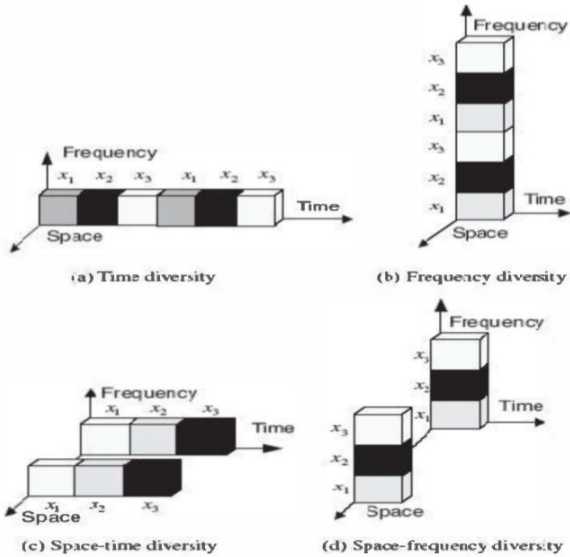 Frequency
x₁ x₂ x₃ x₁ x₂ x₃
Time
Space
(a) Time diversity
Frequency
x₃
x₂
x₁
x₃
x₂
x₁
Time
Space
(b) Frequency diversity
Frequency
x₁ x₂ x₃
Time
x₁ x₂ x₃
Space
(c) Space-time diversity
Frequency
x₃
x₂
x₁
Time
x₃
x₂
x₁
Space
(d) Space-frequency diversity